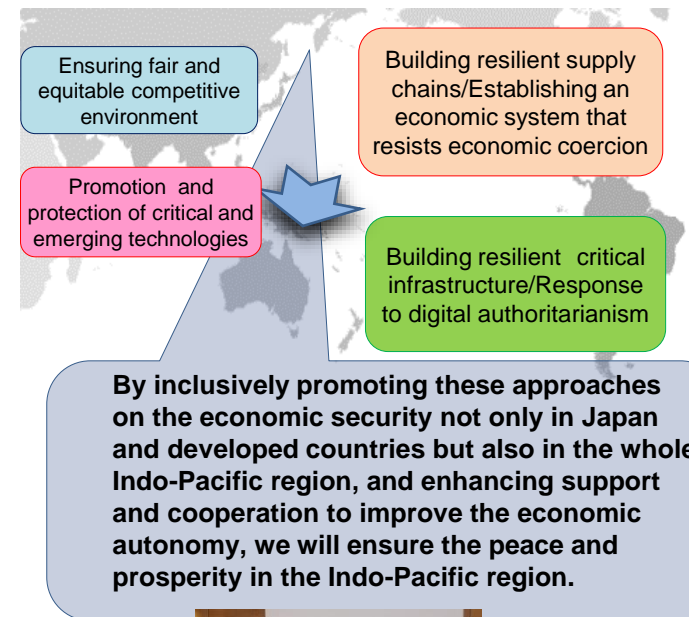 Ensuring fair and
equitable competitive
environment
Building resilient supply
chains/Establishing an
economic system that
resists economic coercion
Promotion and
protection of critical and
emerging technologies
Building resilient critical
infrastructure/Response
to digital authoritarianism
By inclusively promoting these approaches
on the economic security not only in Japan
and developed countries but also in the whole
Indo-Pacific region, and enhancing support
and cooperation to improve the economic
autonomy, we will ensure the peace and
prosperity in the Indo-Pacific region.